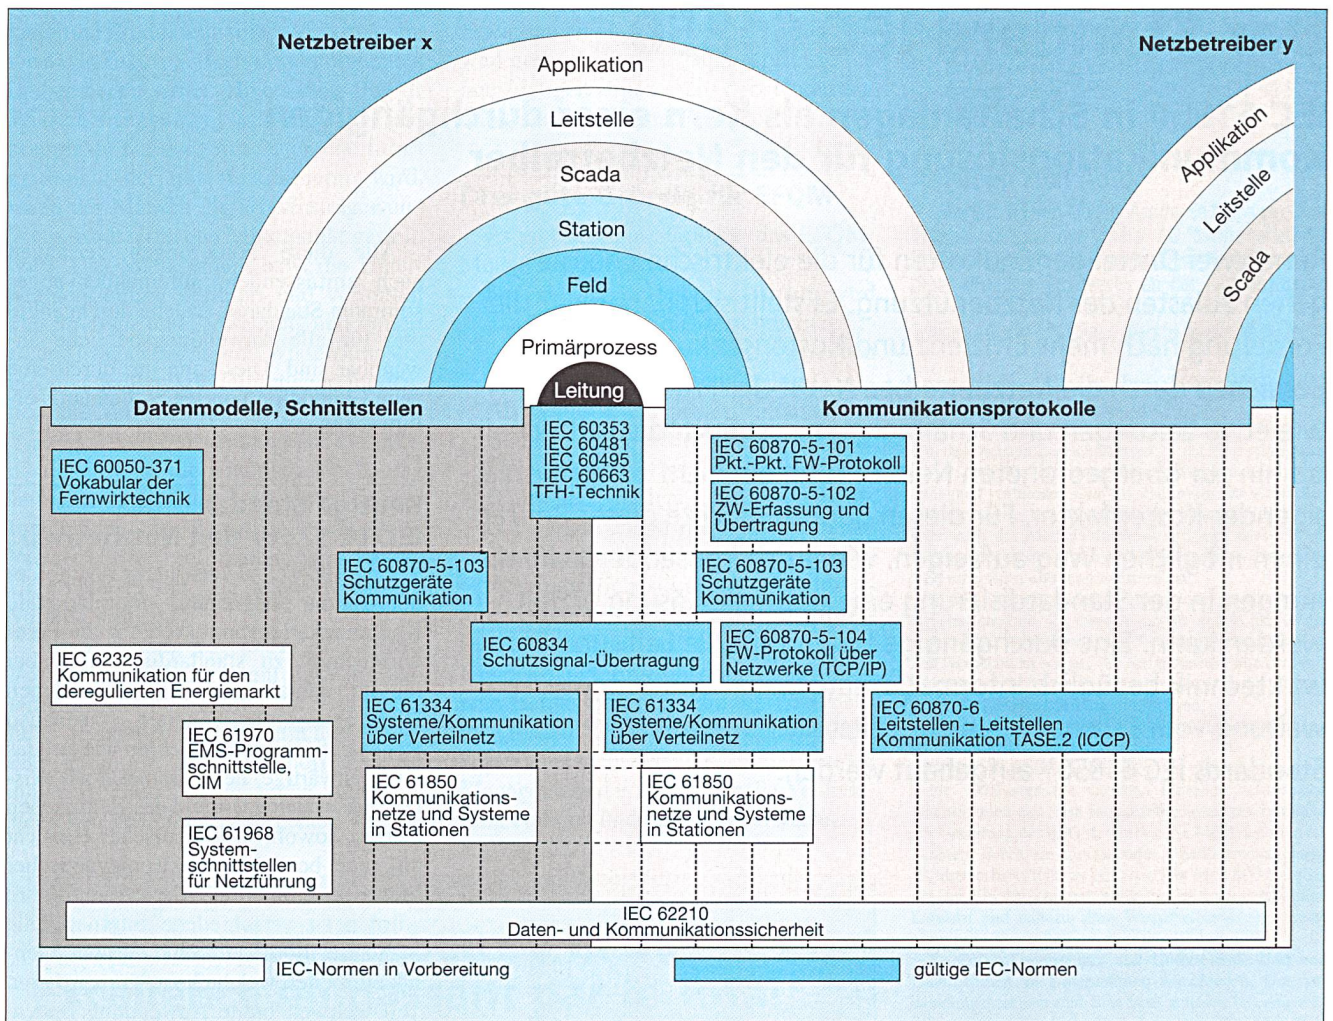 Netzbetreiber x
Netzbetreiber y
Applikation
Leitstelle
Scada
Station
Feld
Primärprozess
Leitung
Applikation
Leitstelle
Scada
Datenmodelle, Schnittstellen
Kommunikationsprotokolle
IEC 60050-371
Vokabular der
Fernwirktechnik
IEC 60353
IEC 60481
IEC 60495
IEC 60663
TFH-Technik
IEC 60870-5-101
Pkt.-Pkt. FW-Protokoll
IEC 60870-5-102
ZW-Erfassung und
Übertragung
IEC 60870-5-103
Schutzgeräte
Kommunikation
IEC 60870-5-103
Schutzgeräte
Kommunikation
IEC 60834
Schutzsignal-Übertragung
IEC 60870-5-104
FW-Protokoll über
Netzwerke (TCP/IP)
IEC 62325
Kommunikation für den
deregulierten Energiemarkt
IEC 61334
Systeme/Kommunikation
über Verteilnetz
IEC 61334
Systeme/Kommunikation
über Verteilnetz
IEC 60870-6
Leitstellen – Leitstellen
Kommunikation TASE.2 (ICCP)
IEC 61970
EMS-Programm-
schnittstelle,
CIM
IEC 61850
Kommunikations-
netze und Systeme
in Stationen
IEC 61850
Kommunikations-
netze und Systeme
in Stationen
IEC 61968
System-
schnittstellen
für Netzführung
IEC 62210
Daten- und Kommunikationssicherheit
IEC-Normen in Vorbereitung
gültige IEC-Normen